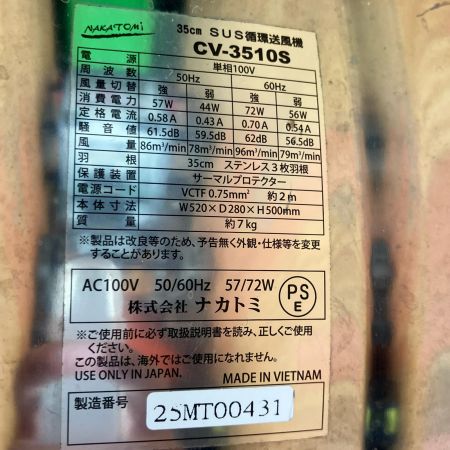 NAKATOMI
35cm SUS循環送風機
CV-3510S
電源 単相100V
周波数 50Hz 60Hz
風量切替 強 弱 強 弱
消費電力 57W 44W 72W 56W
定格電流 0.58A 0.43A 0.70A 0.54A
騒音値 61.5dB 59.5dB 62dB 56.5dB
風量 86m³/min 78m³/min 96m³/min 79m³/min
羽根 35cm ステンレス3枚羽根
保護装置 サーマルプロテクター
電源コード VCTF 0.75mm² 約2m
本体寸法 W520×D280×H500mm
質量 約7kg
※製品は改良等のため、予告無く外観・仕様等を変更
することがあります。
AC100V 50/60Hz 57/72W
株式会社 ナカトミ
PS
E
※ご使用前に必ず取扱説明書を読み、正しくご使用
ください。
この製品は、海外ではご使用になれません。
USE ONLY IN JAPAN.
MADE IN VIETNAM
製造番号 25MT00431